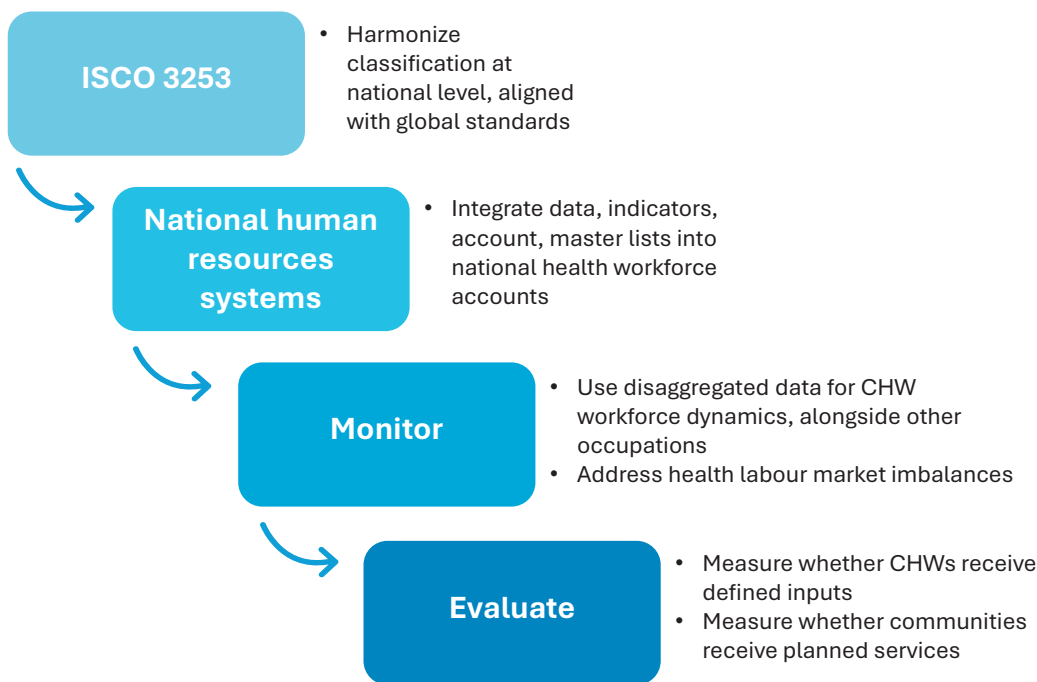 ISCO 3253
• Harmonize
classification at
national level, aligned
with global standards
National human
resources
systems
• Integrate data, indicators,
account, master lists into
national health workforce
accounts
Monitor
• Use disaggregated data for CHW
workforce dynamics, alongside other
occupations
• Address health labour market imbalances
Evaluate
• Measure whether CHWs receive
defined inputs
• Measure whether communities
receive planned services